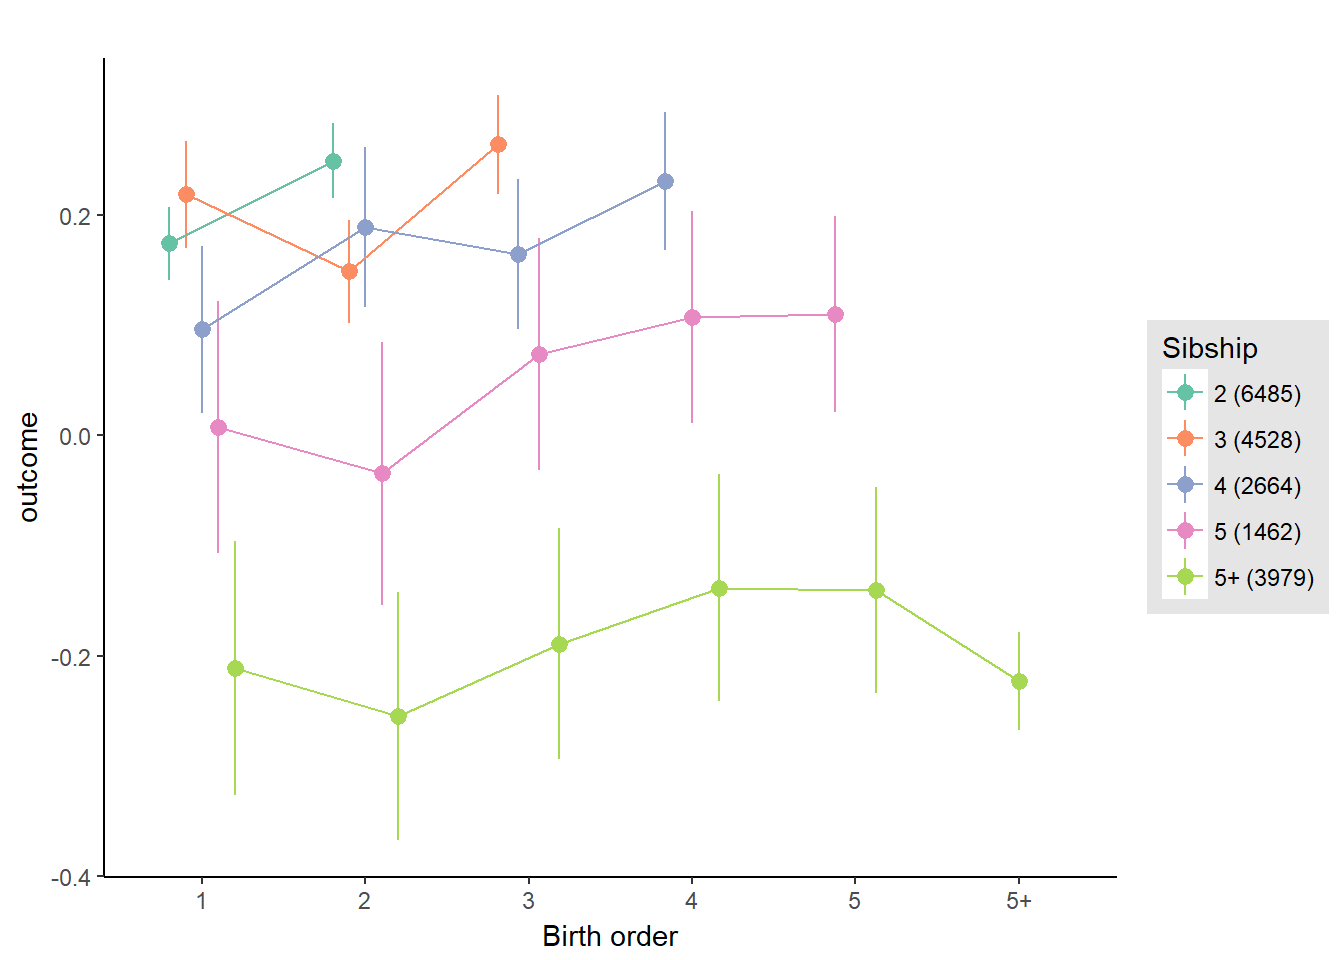 0.2
0.0
-0.2
-0.4
outcome
1 2 3 4 5 5+
Birth order
Sibship
2 (6485)
3 (4528)
4 (2664)
5 (1462)
5+ (3979)